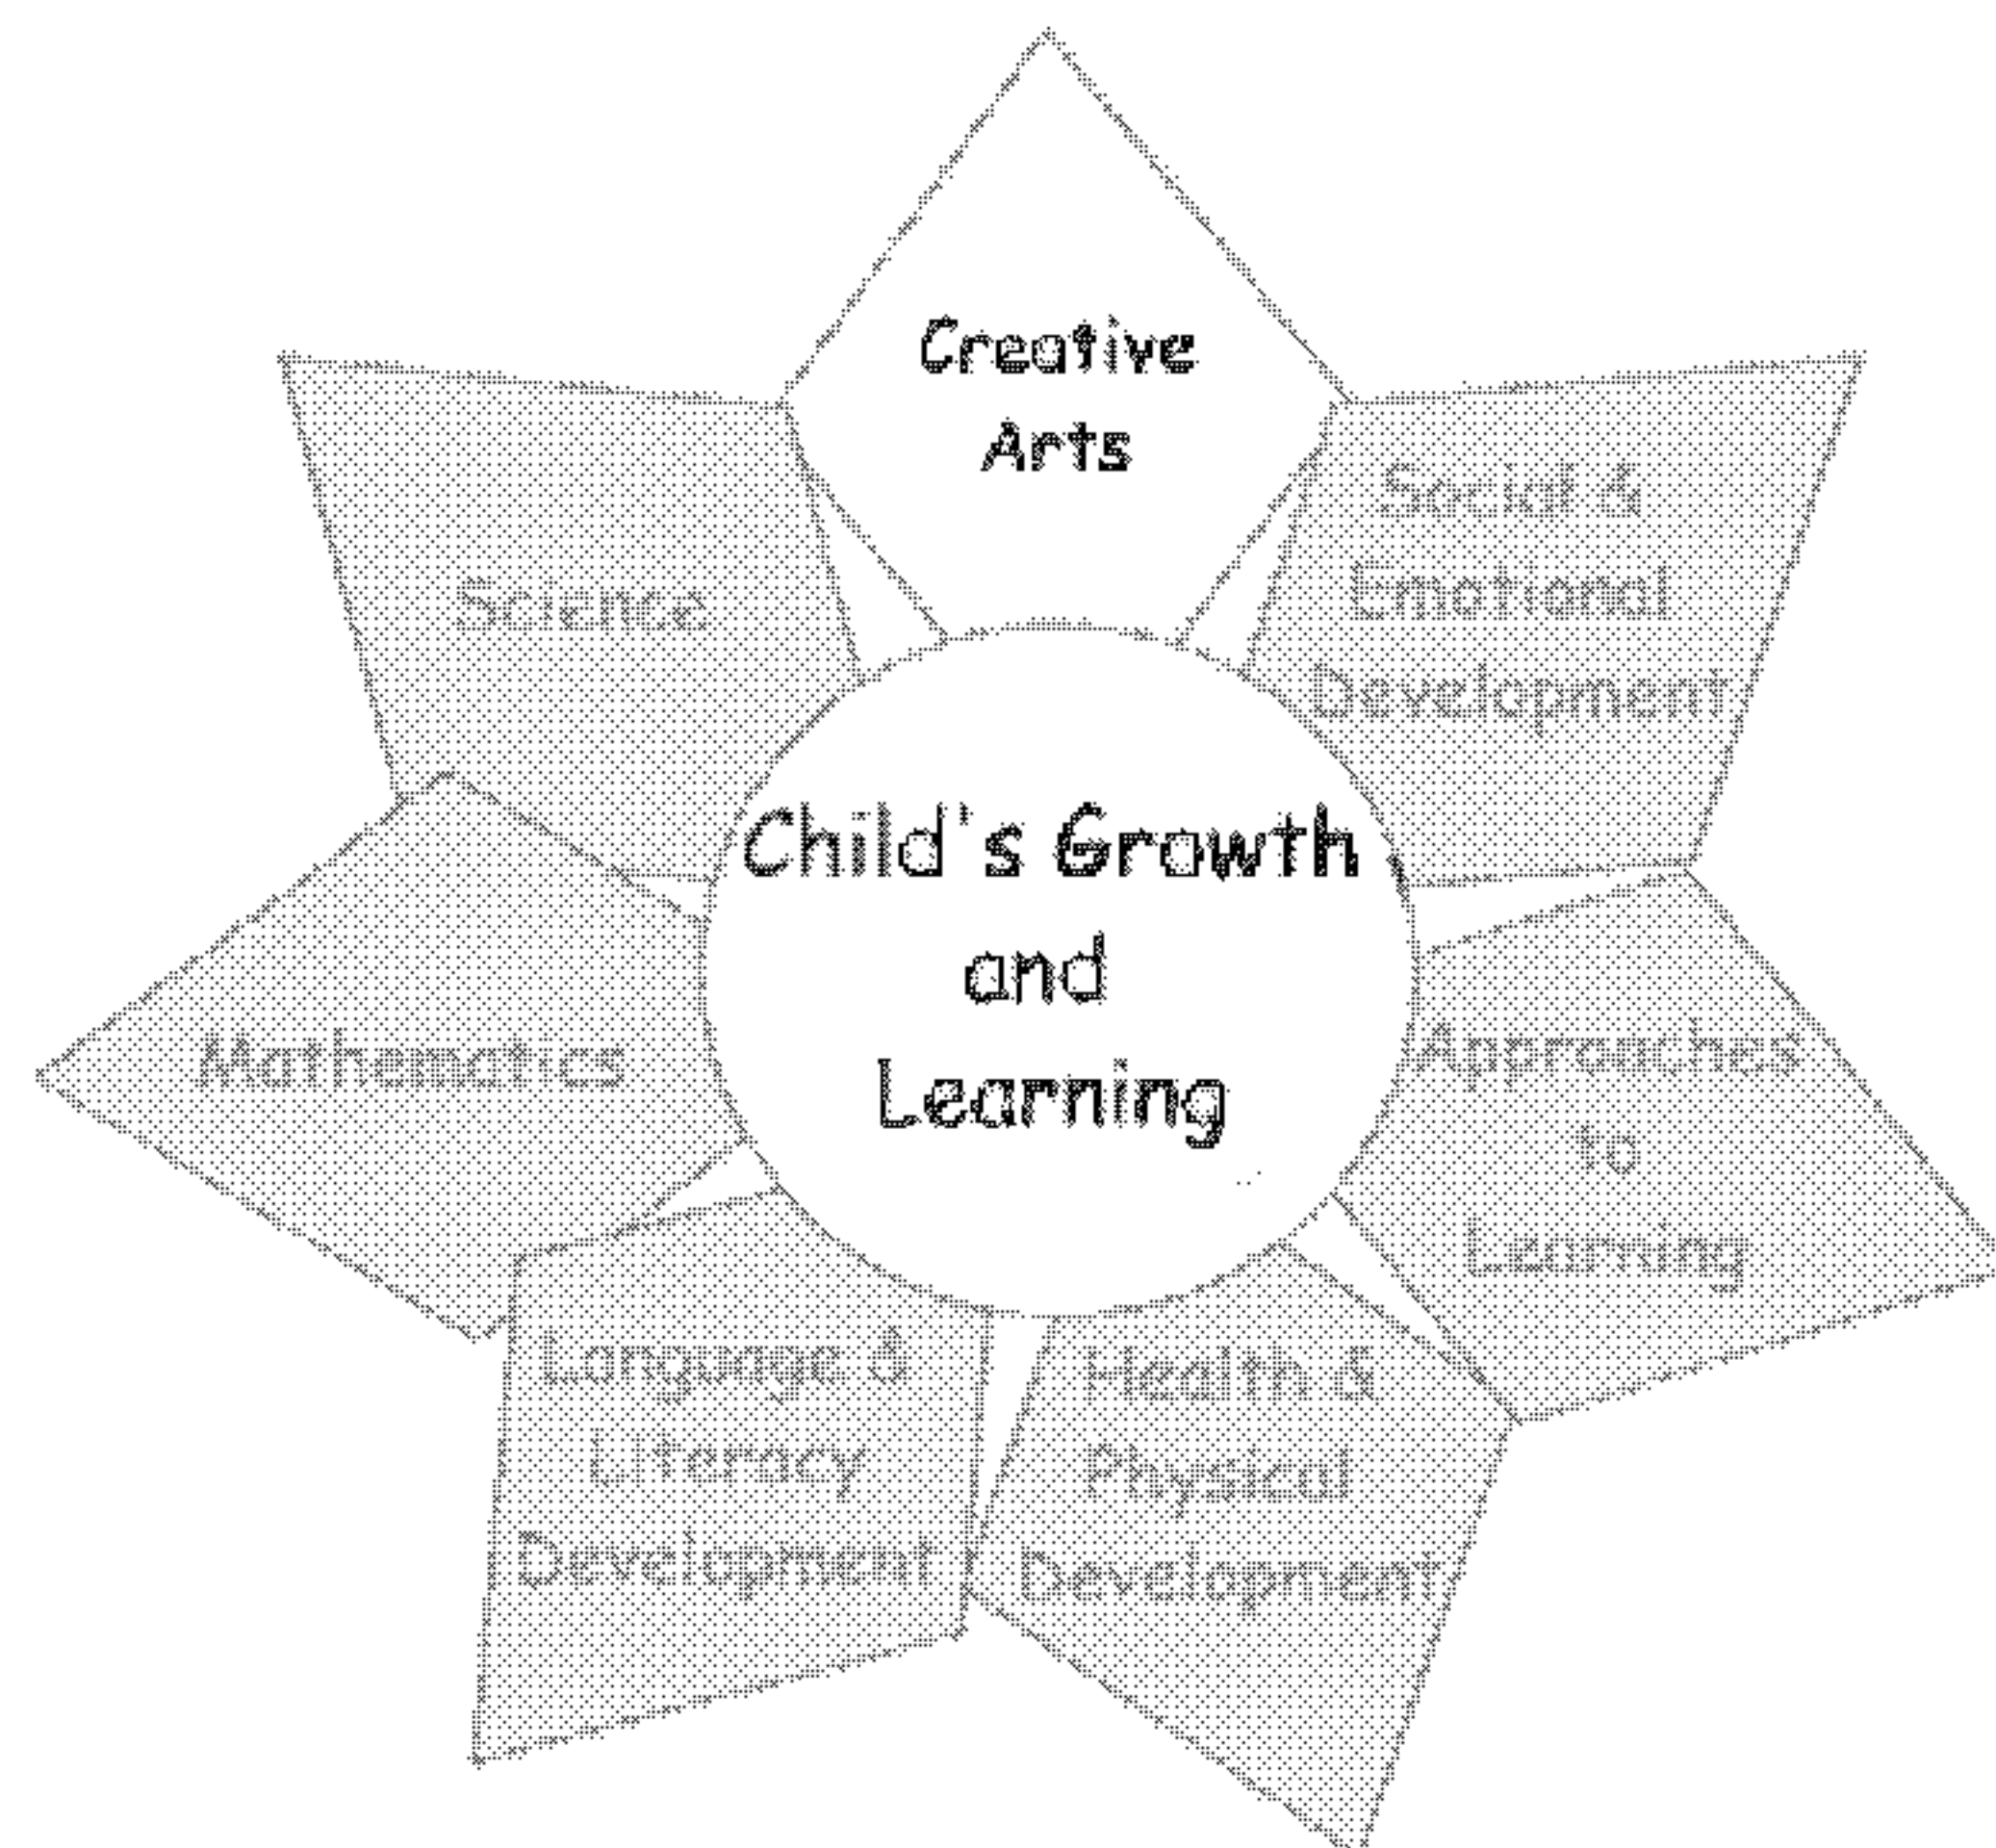 Creative
Arts
Social &
Emotional
Development
Science
Child's Growth
and
Learning
Approaches
to
Learning
Mathematics
Language &
Literacy
Development
Health &
Physical
Development